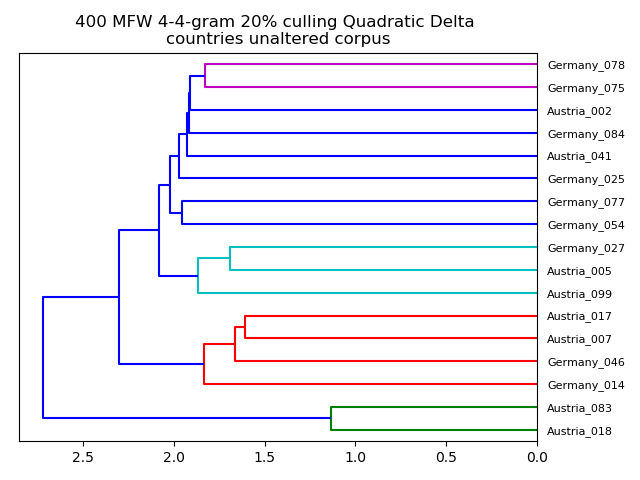 400 MFW 4-4-gram 20% culling Quadratic Delta
countries unaltered corpus
Germany_078
Germany_075
Austria_002
Germany_084
Austria_041
Germany_025
Germany_077
Germany_054
Germany_027
Austria_005
Austria_099
Austria_017
Austria_007
Germany_046
Germany_014
Austria_083
Austria_018
2.5 2.0 1.5 1.0 0.5 0.0